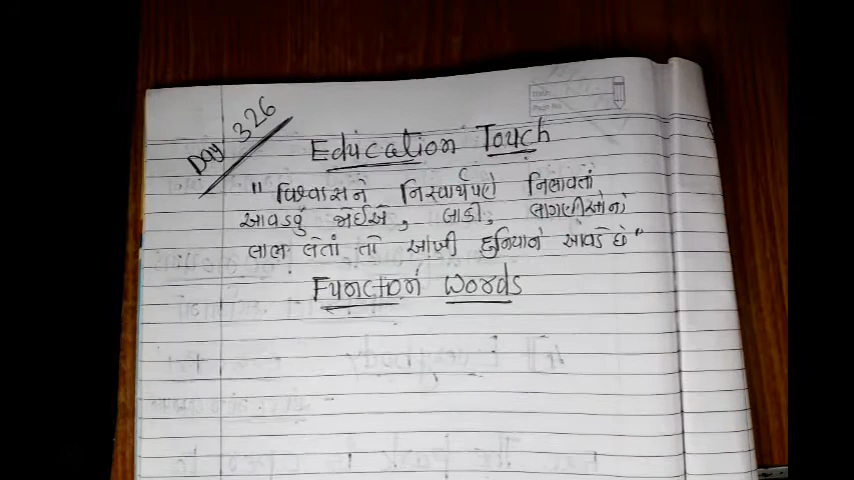 Day 326
Education Touch
" વિશ્વાસને નિસ્વાર્થપણે નિભાવતાં
આવડવું જોઈએ, બાકી, લાગણીઓનો
લાભ લેતાં તો આખી દુનિયાને આવડે છે "
Function Words